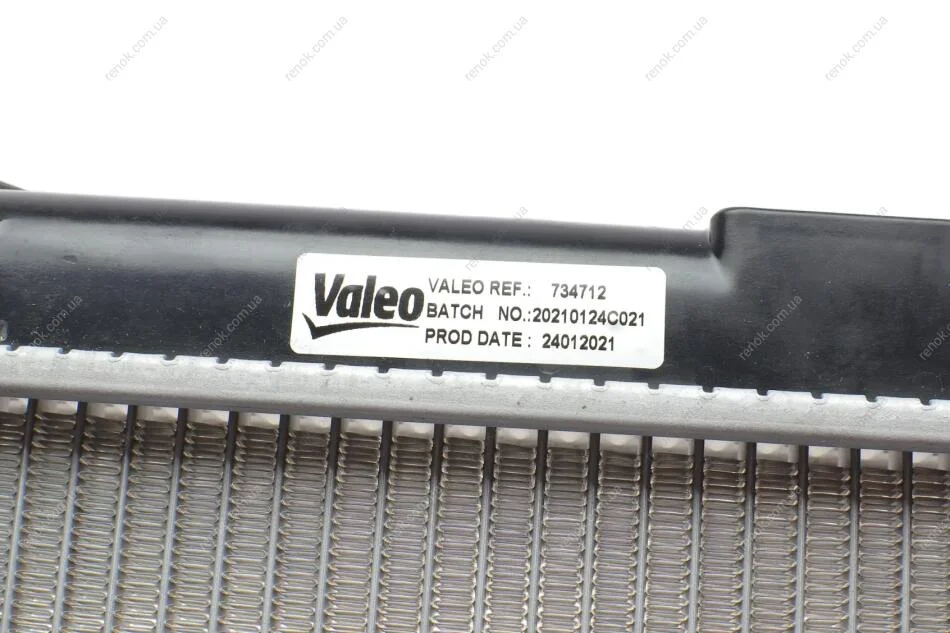 Valeo
VALEO REF.: 734712
BATCH NO.:20210124C021
PROD DATE : 24012021
renok.com.ua